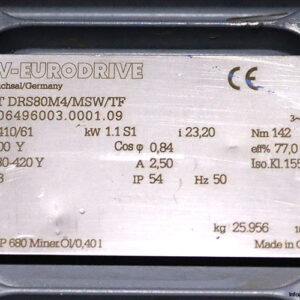 V-EURODRIVE
uchsal/Germany
CE
T DRS80M4/MSW/TF
06496003.0001.09
3~
410/61 kW 1.1 S1 i 23,20 Nm 142
00 Y Cos φ 0,84 eff% 77,0
80-420 Y A 2,50 Iso.Kl 155
IP 54 Hz 50
kg 25.956
P 680 Miner.Öl/0,40 l Made in